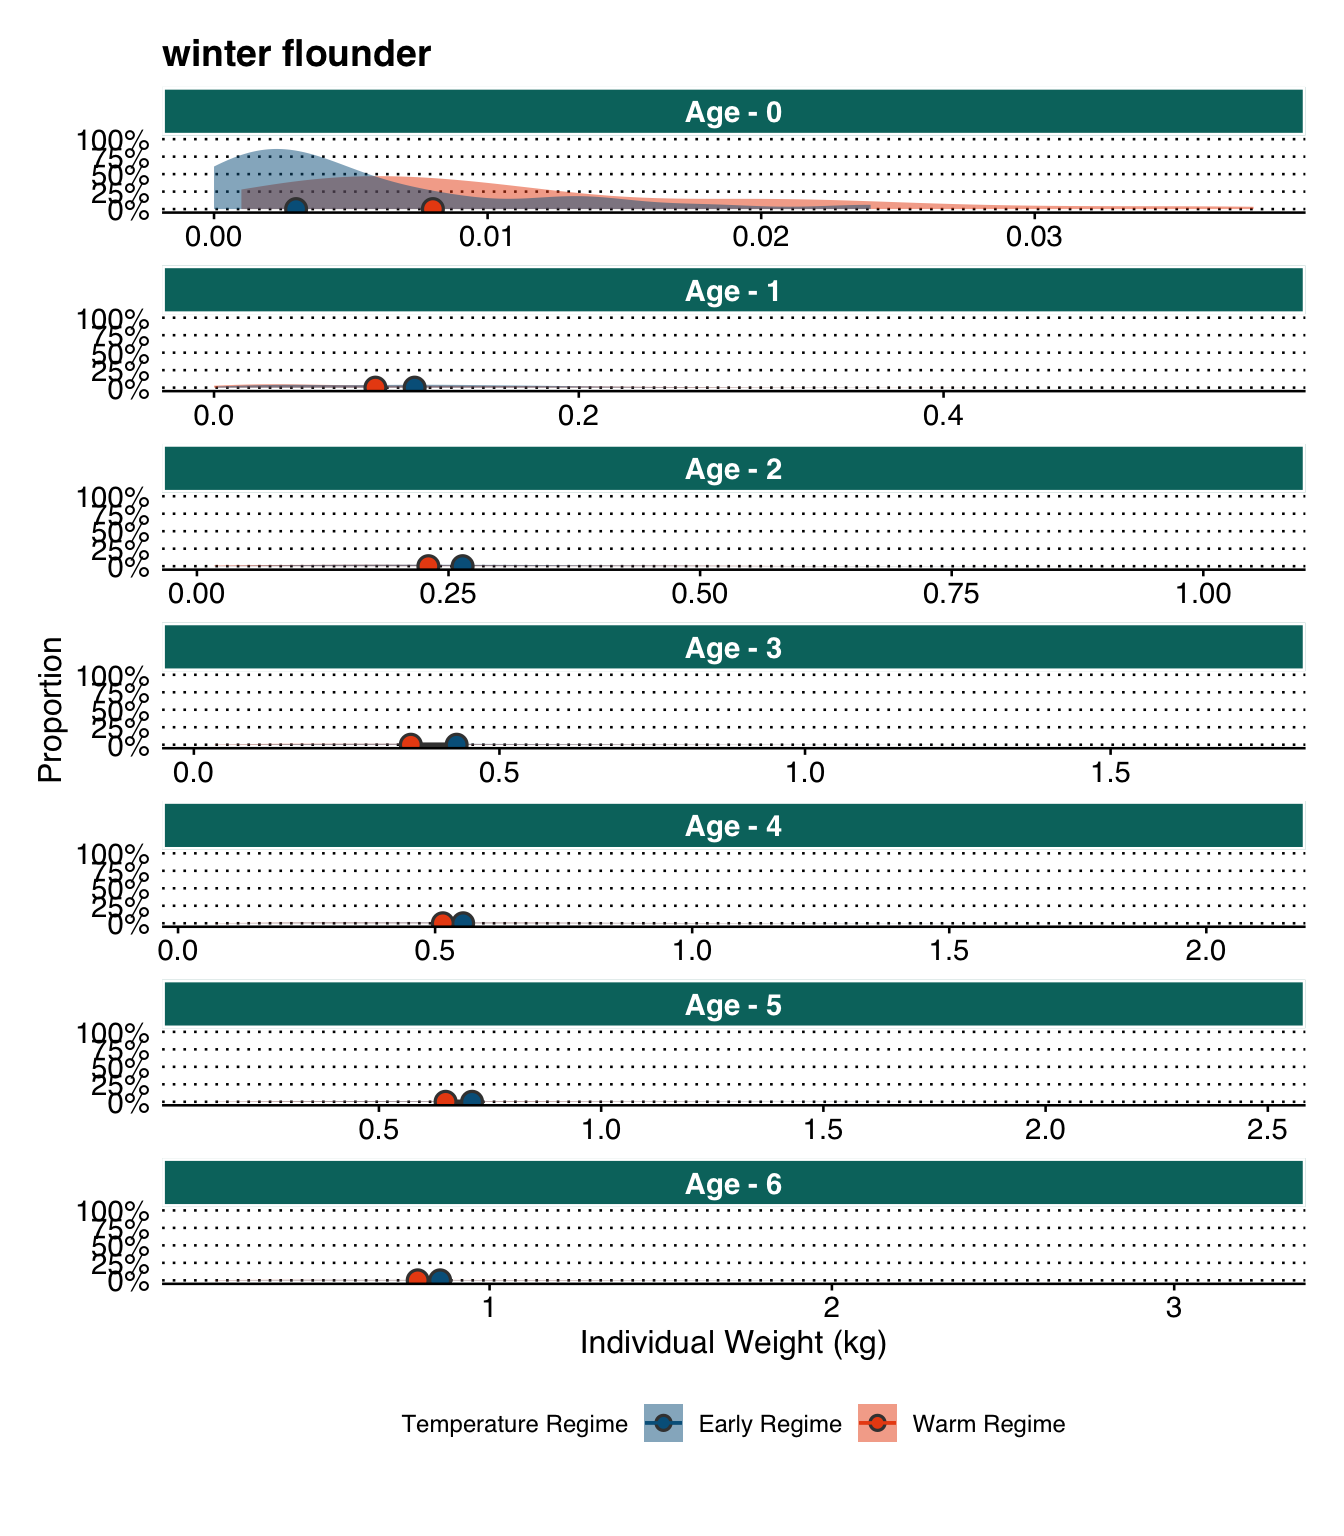 winter flounder
Age - 0
100%
75%
50%
25%
0%
0.00 0.01 0.02 0.03
Age - 1
100%
75%
50%
25%
0%
0.0 0.2 0.4
Age - 2
100%
75%
50%
25%
0%
0.00 0.25 0.50 0.75 1.00
Age - 3
100%
75%
50%
25%
0%
0.0 0.5 1.0 1.5
Proportion
Age - 4
100%
75%
50%
25%
0%
0.0 0.5 1.0 1.5 2.0
Age - 5
100%
75%
50%
25%
0%
0.5 1.0 1.5 2.0 2.5
Age - 6
100%
75%
50%
25%
0%
1 2 3
Individual Weight (kg)
Temperature Regime Early Regime Warm Regime